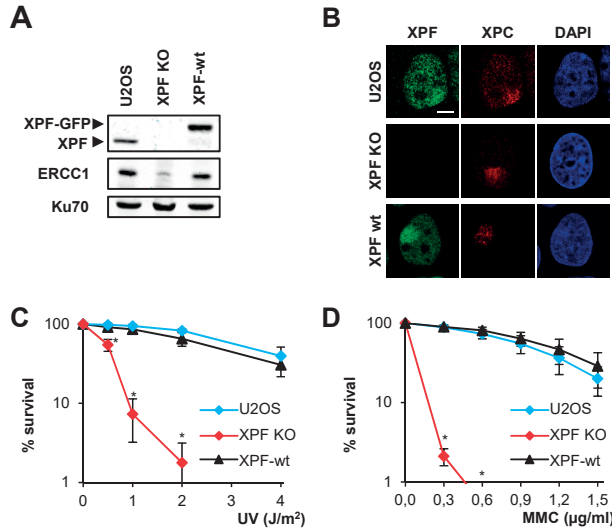 A
U2OS
XPF KO
XPF-wt
XPF-GFP
XPF
ERCC1
Ku70
B
XPF XPC DAPI
U2OS
XPF KO
XPF wt
C
% survival
100
10
1
*
*
*
U2OS
XPF KO
XPF-wt
0 1 2 3 4
UV (J/m²)
D
% survival
100
10
1
*
*
U2OS
XPF KO
XPF-wt
0,0 0,3 0,6 0,9 1,2 1,5
MMC (µg/ml)